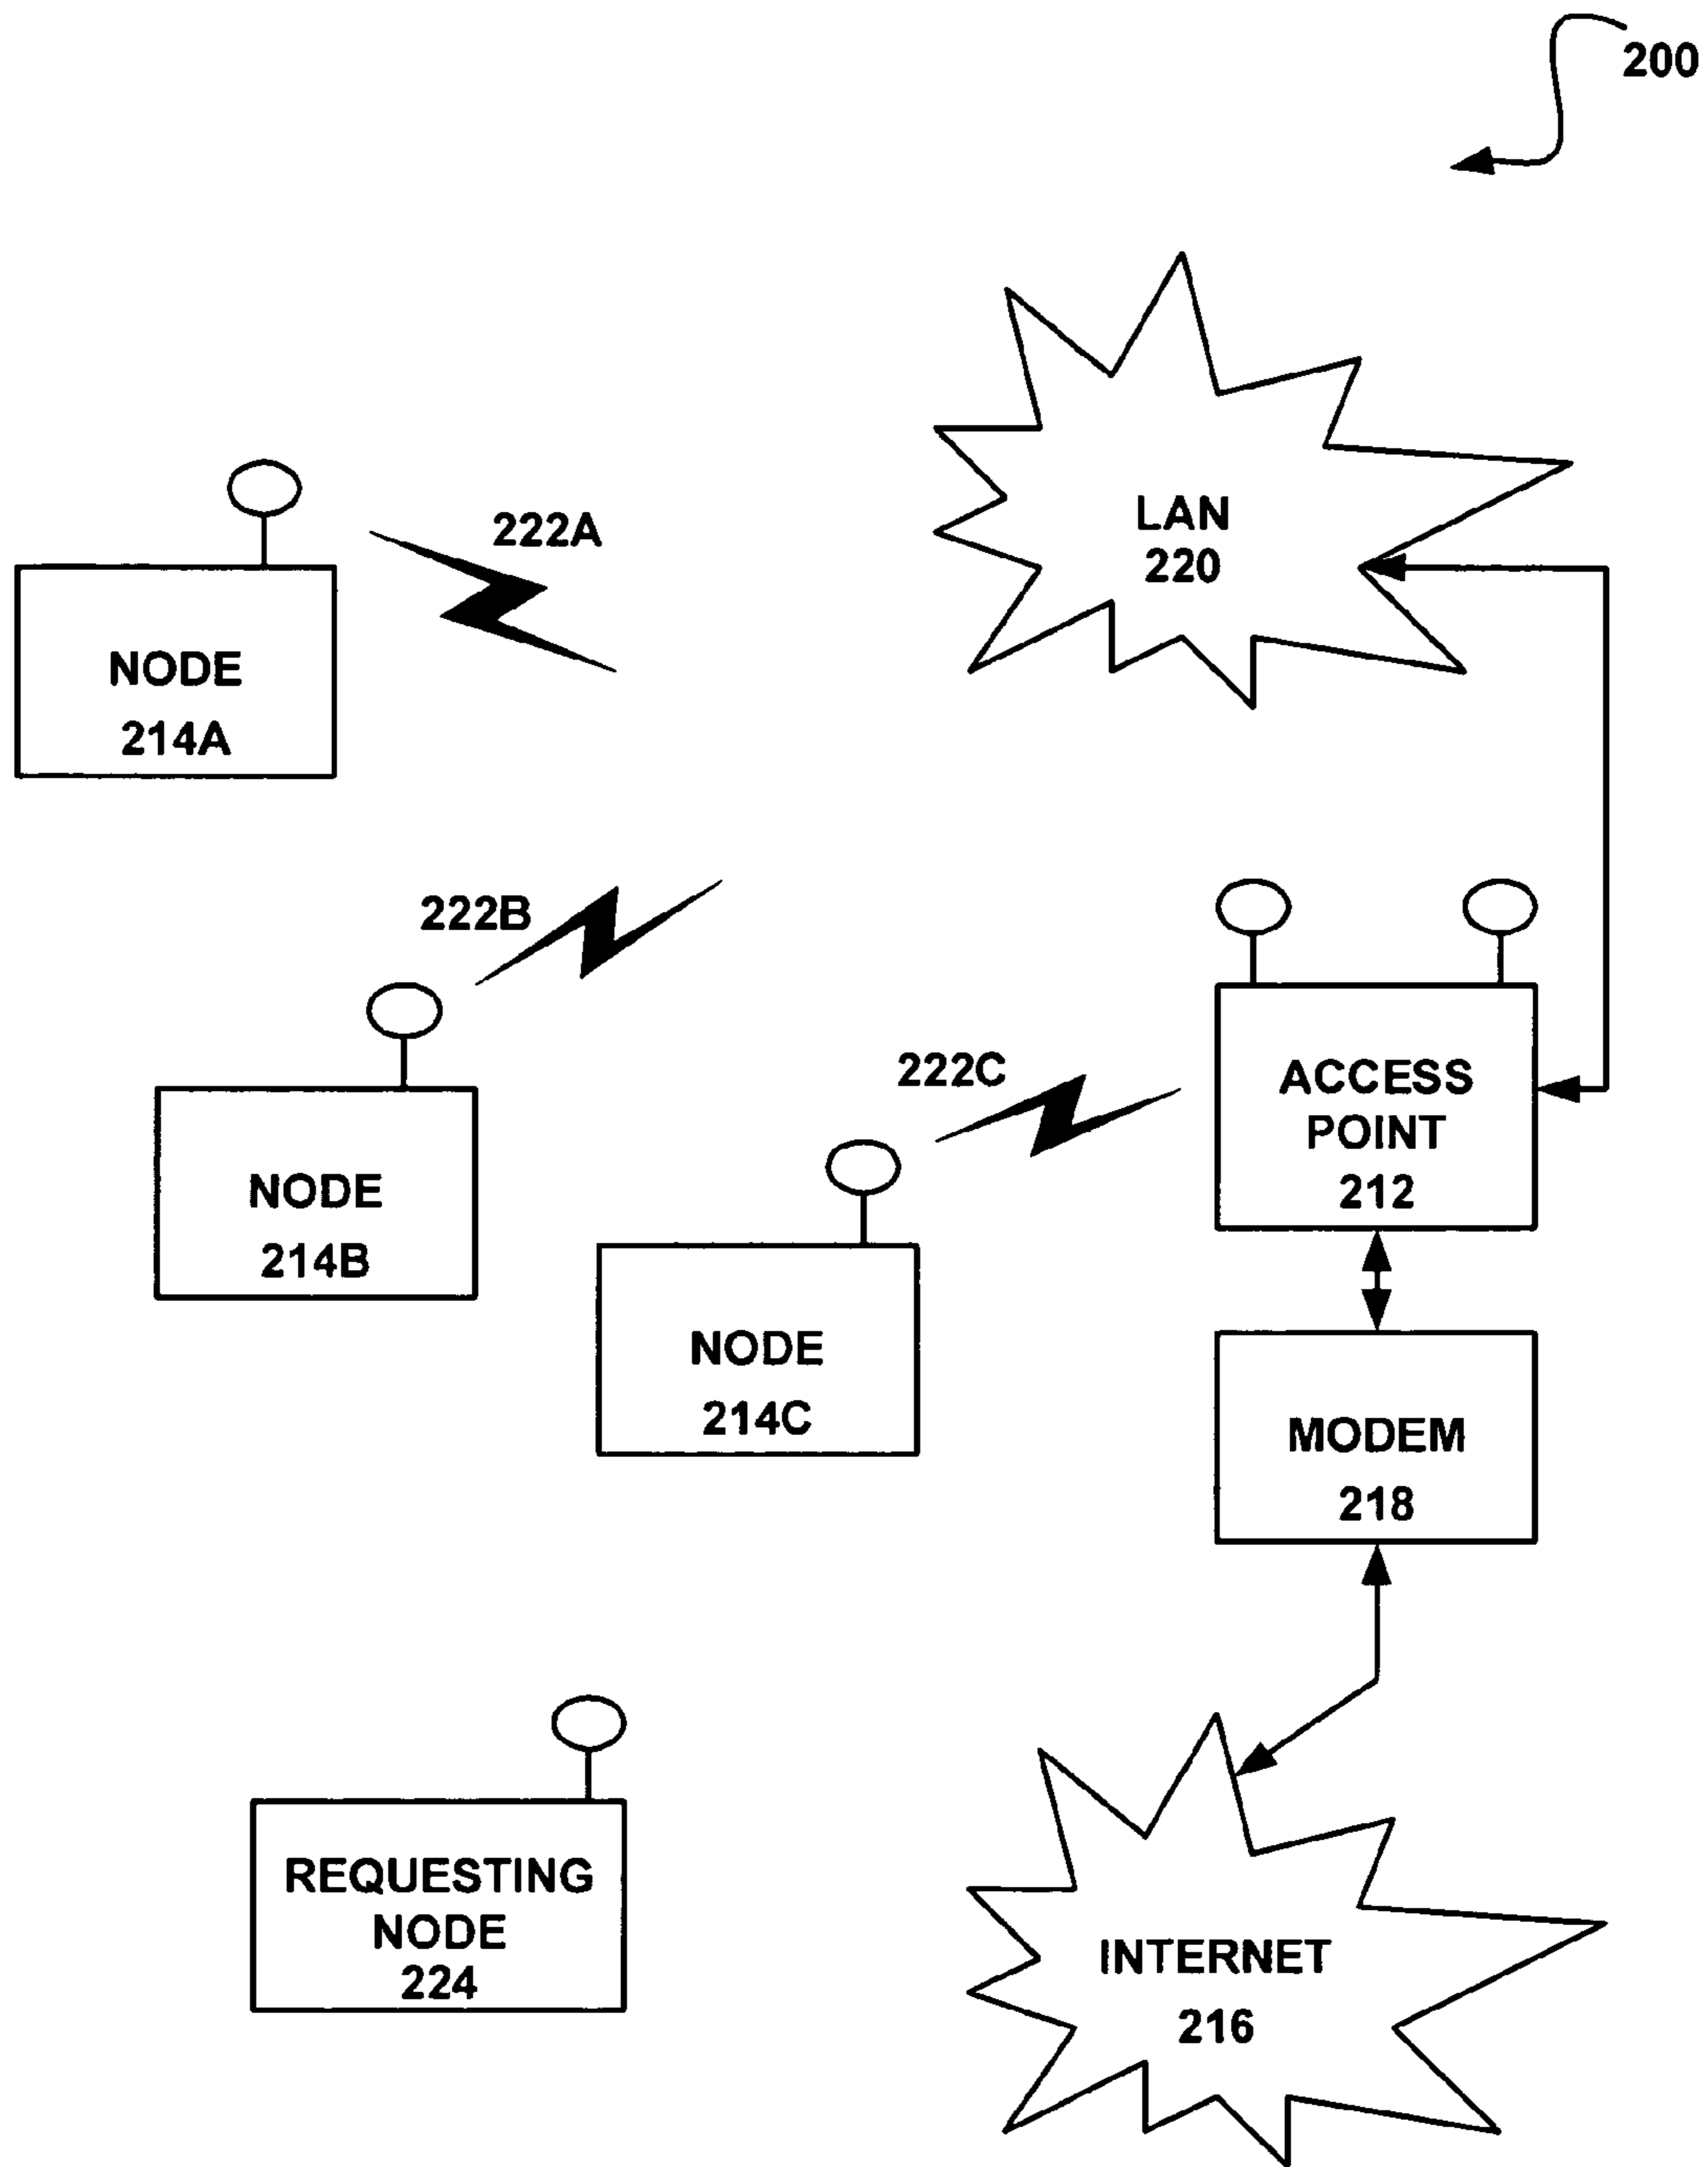 200
LAN
220
222A
NODE
214A
222B
222C
ACCESS
POINT
212
NODE
214B
NODE
214C
MODEM
218
REQUESTING
NODE
224
INTERNET
216